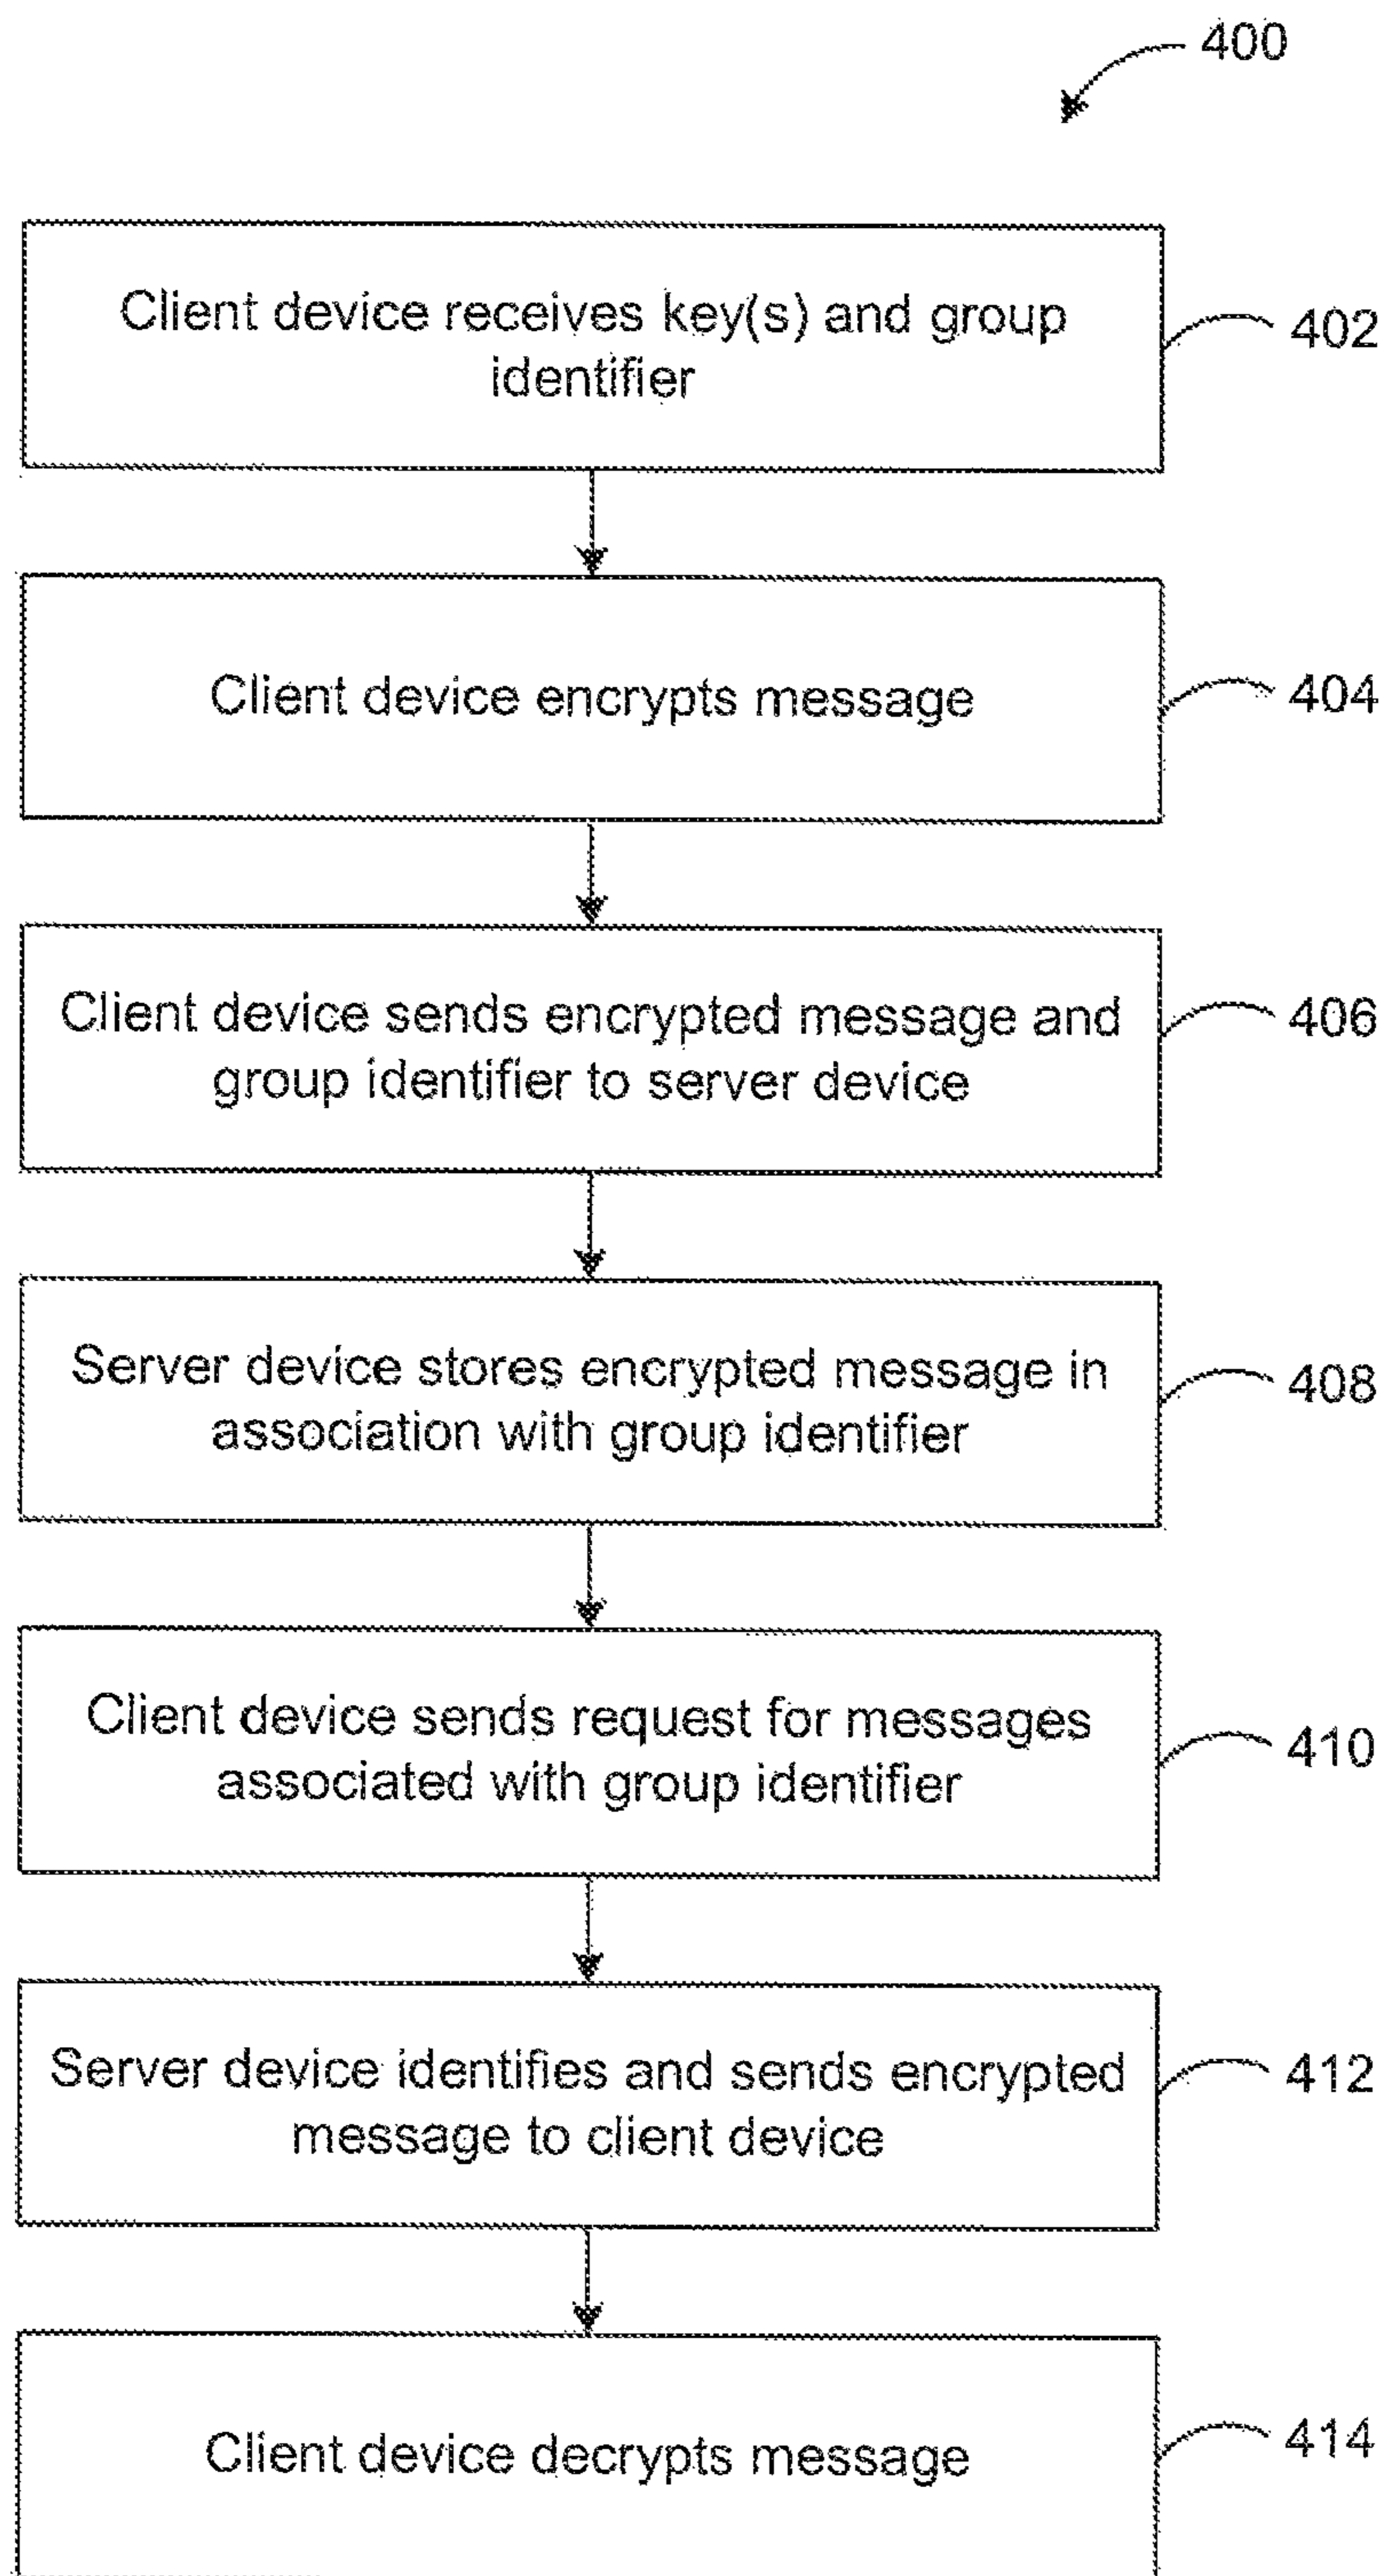 400
Client device receives key(s) and group
identifier
402
Client device encrypts message
404
Client device sends encrypted message and
group identifier to server device
406
Server device stores encrypted message in
association with group identifier
408
Client device sends request for messages
associated with group identifier
410
Server device identifies and sends encrypted
message to client device
412
Client device decrypts message
414